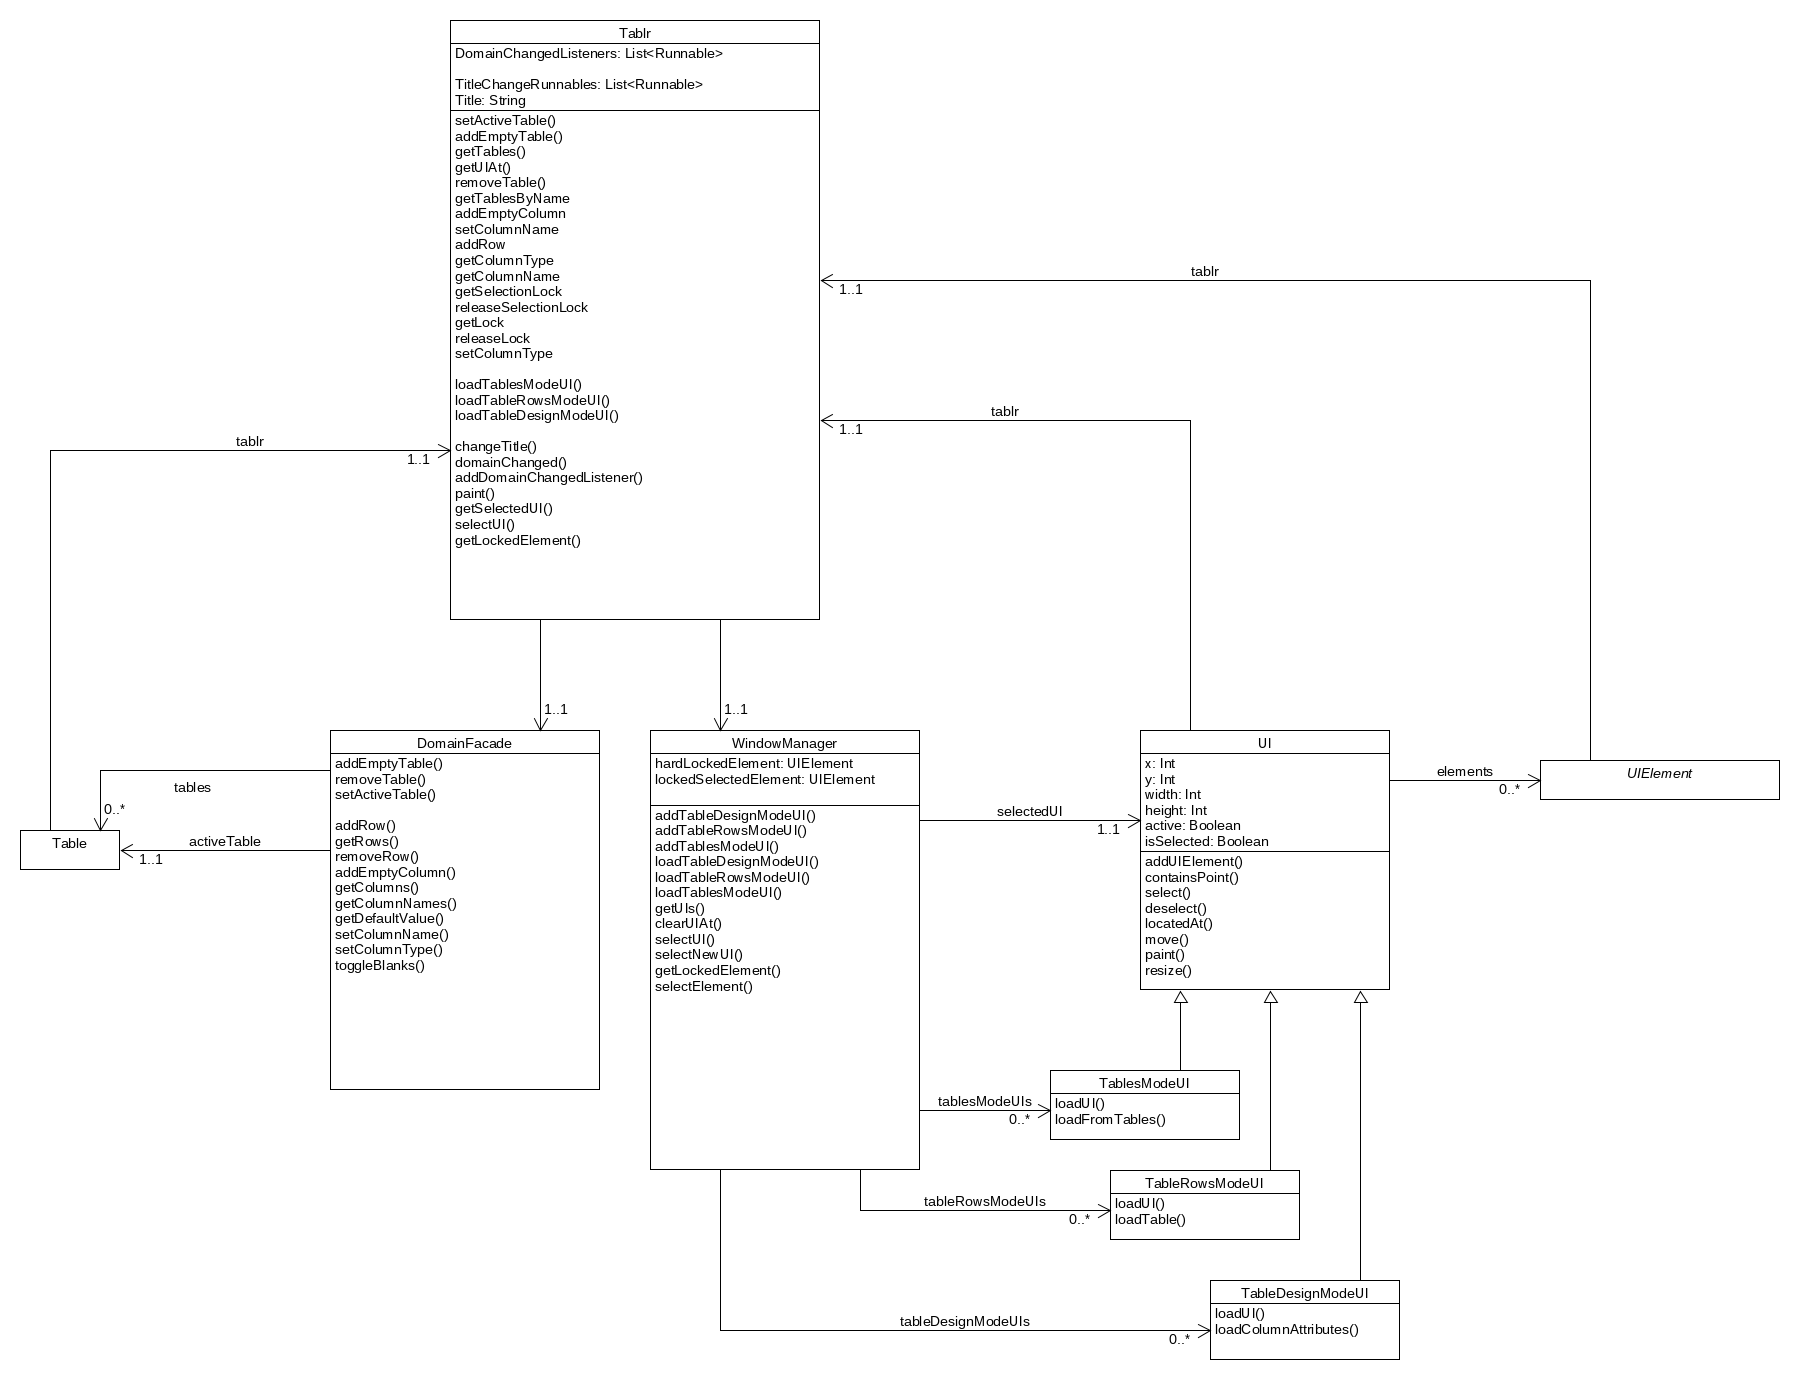 Tablr
DomainChangedListeners: List<Runnable>
TitleChangeRunnables: List<Runnable>
Title: String
setActiveTable()
addEmptyTable()
getTables()
getUIAt()
removeTable()
getTablesByName
addEmptyColumn
setColumnName
addRow
getColumnType
getColumnName
getSelectionLock
releaseSelectionLock
getLock
releaseLock
setColumnType
loadTablesModeUI()
loadTableRowsModeUI()
loadTableDesignModeUI()
changeTitle()
domainChanged()
addDomainChangedListener()
paint()
getSelectedUI()
selectUI()
getLockedElement()
tablr
1..1
tablr
1..1
tablr
1..1
1..1
1..1
DomainFacade
addEmptyTable()
removeTable()
setActiveTable()
addRow()
getRows()
removeRow()
addEmptyColumn()
getColumns()
getColumnNames()
getDefaultValue()
setColumnName()
setColumnType()
toggleBlanks()
tables
0..*
Table
activeTable
1..1
WindowManager
hardLockedElement: UIElement
lockedSelectedElement: UIElement
addTableDesignModeUI()
addTableRowsModeUI()
addTablesModeUI()
loadTableDesignModeUI()
loadTableRowsModeUI()
loadTablesModeUI()
getUIs()
clearUIAt()
selectUI()
selectNewUI()
getLockedElement()
selectElement()
selectedUI
1..1
UI
x: Int
y: Int
width: Int
height: Int
active: Boolean
isSelected: Boolean
addUIElement()
containsPoint()
select()
deselect()
locatedAt()
move()
paint()
resize()
elements
0..*
UIElement
tablesModeUIs
0..*
TablesModeUI
loadUI()
loadFromTables()
tableRowsModeUIs
0..*
TableRowsModeUI
loadUI()
loadTable()
tableDesignModeUIs
0..*
TableDesignModeUI
loadUI()
loadColumnAttributes()